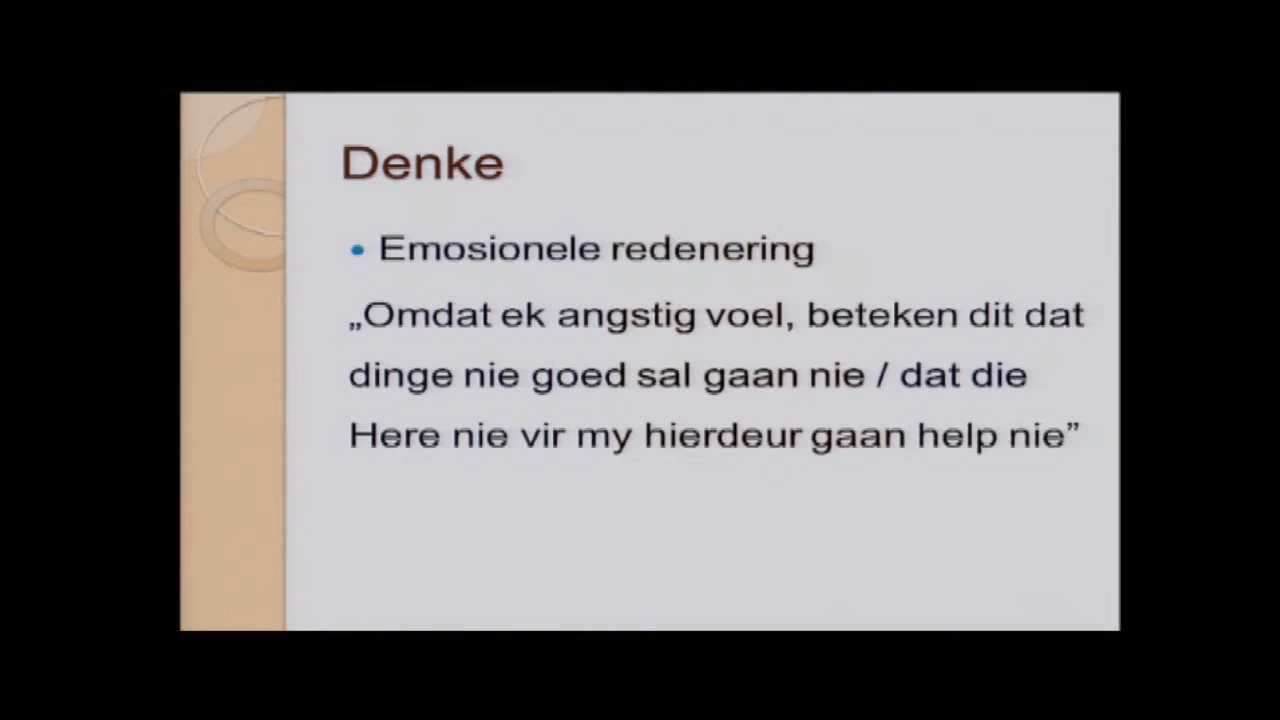 Denke
• Emosionele redenering
„Omdat ek angstig voel, beteken dit dat
dinge nie goed sal gaan nie / dat die
Here nie vir my hierdeur gaan help nie”